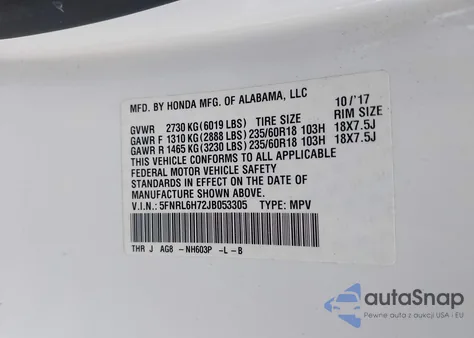 MFD. BY HONDA MFG. OF ALABAMA, LLC 10/'17
GVWR 2730 KG(6019 LBS) TIRE SIZE RIM SIZE
GAWR F 1310 KG(2888 LBS) 235/60R18 103H 18X7.5J
GAWR R 1465 KG(3230 LBS) 235/60R18 103H 18X7.5J
THIS VEHICLE CONFORMS TO ALL APPLICABLE
FEDERAL MOTOR VEHICLE SAFETY
STANDARDS IN EFFECT ON THE DATE OF
MANUFACTURE SHOWN ABOVE.
V.I.N.: 5FNRL6H72JB053305 TYPE: MPV
THR J AG8 -NH603P -L -B
autoSnap
Pewne auta z aukcji USA i EU